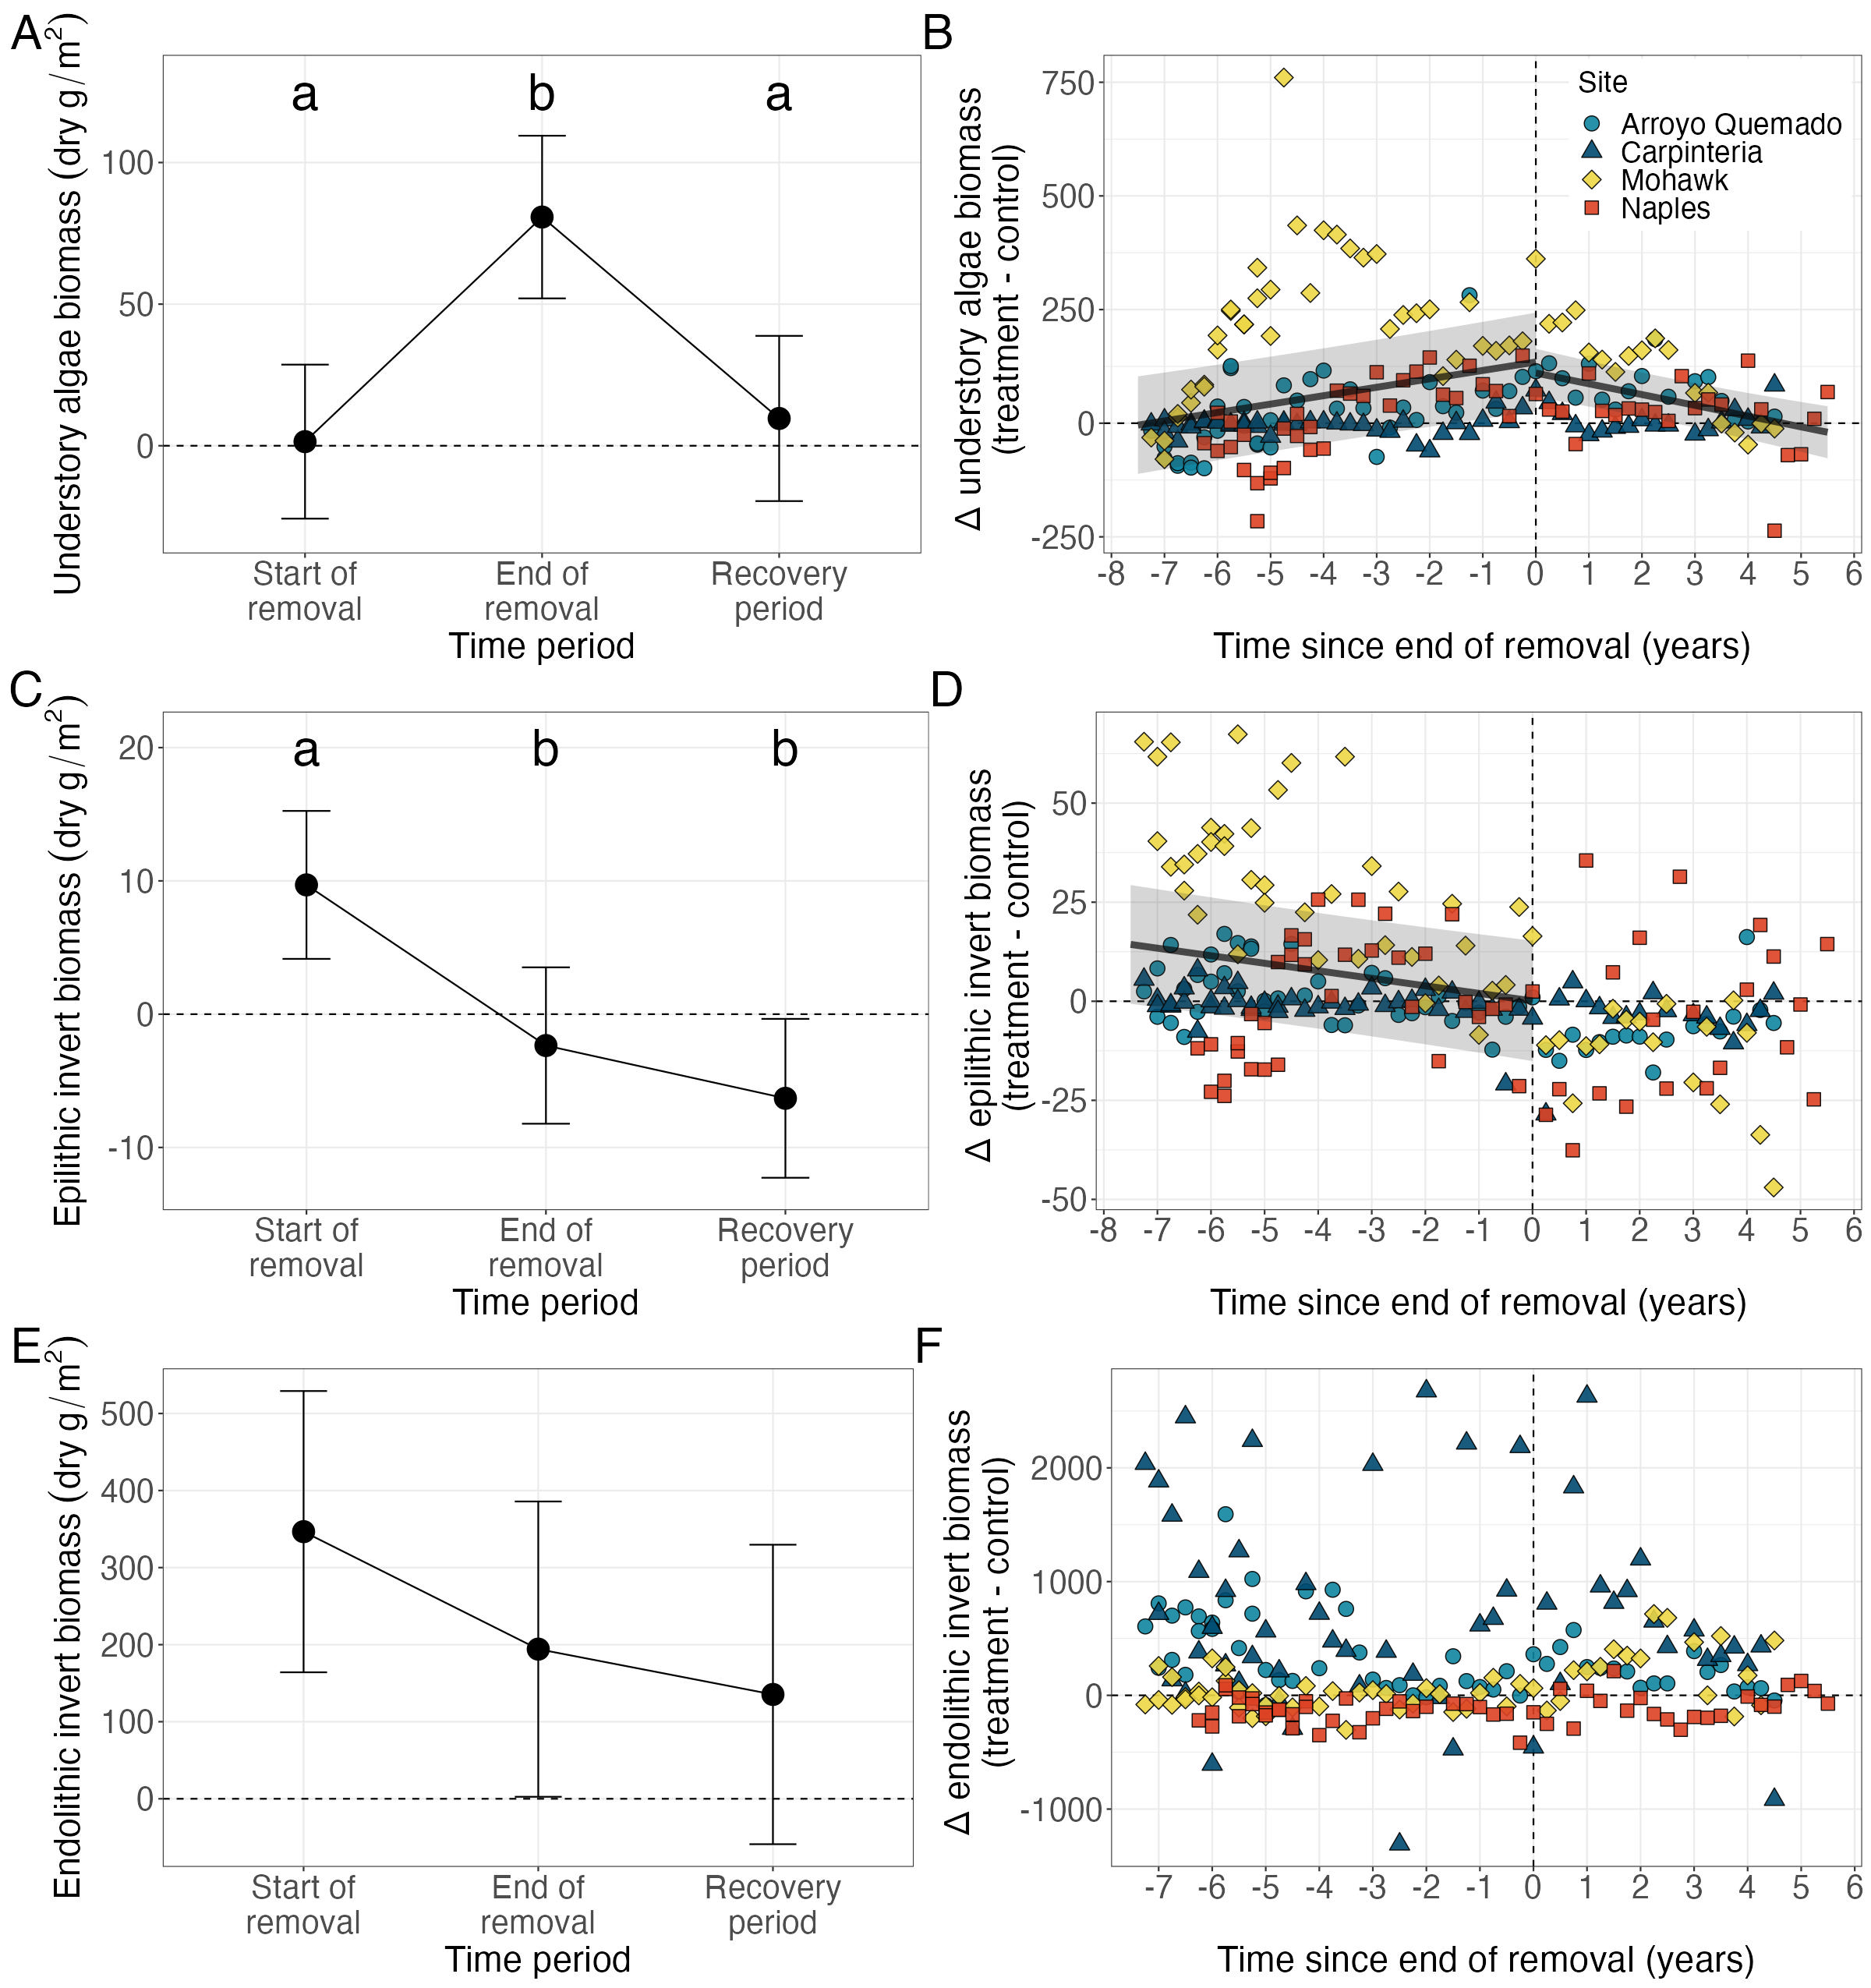 A
Understory algae biomass (dry g/m²)
100
50
0
a
b
a
Start of
removal
End of
removal
Recovery
period
Time period
B
Δ understory algae biomass
(treatment - control)
750
500
250
0
-250
Site
Arroyo Quemado
Carpinteria
Mohawk
Naples
-8 -7 -6 -5 -4 -3 -2 -1 0 1 2 3 4 5 6
Time since end of removal (years)
C
Epilithic invert biomass (dry g/m²)
20
10
0
-10
a
b
b
Start of
removal
End of
removal
Recovery
period
Time period
D
Δ epilithic invert biomass
(treatment - control)
50
25
0
-25
-50
-8 -7 -6 -5 -4 -3 -2 -1 0 1 2 3 4 5 6
Time since end of removal (years)
E
Endolithic invert biomass (dry g/m²)
500
400
300
200
100
0
Start of
removal
End of
removal
Recovery
period
Time period
F
Δ endolithic invert biomass
(treatment - control)
2000
1000
0
-1000
-7 -6 -5 -4 -3 -2 -1 0 1 2 3 4 5 6
Time since end of removal (years)